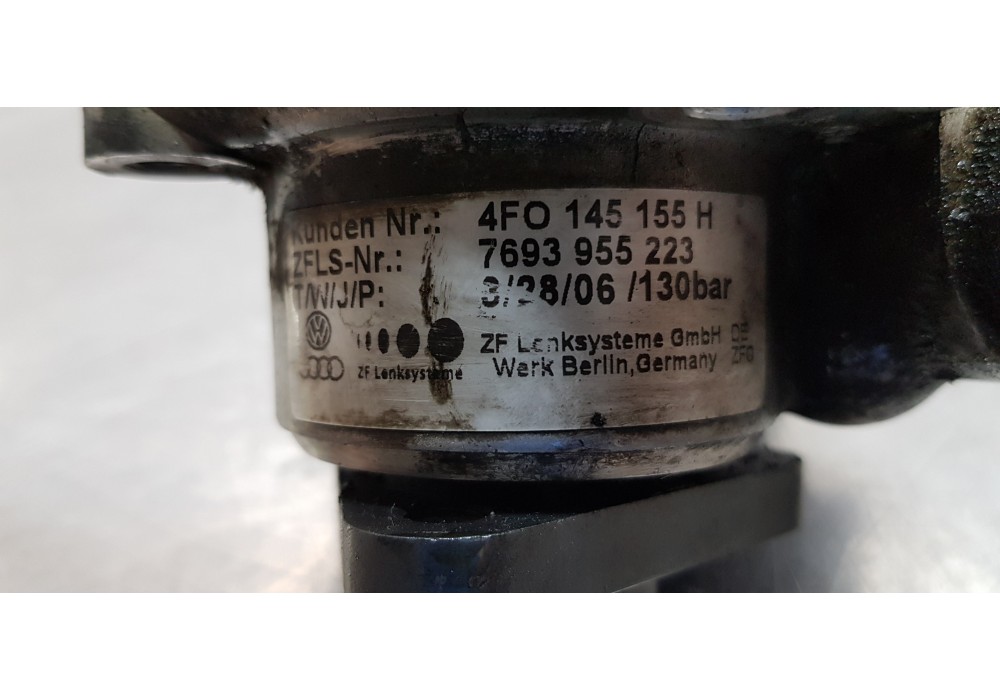 Kunden Nr.: 4FO 145 155 H
ZFLS-Nr.: 7693 955 223
T/W/J/P: 3/28/06 /130bar
ZF Lenksysteme GmbH
Werk Berlin,Germany
ZF Lenksysteme